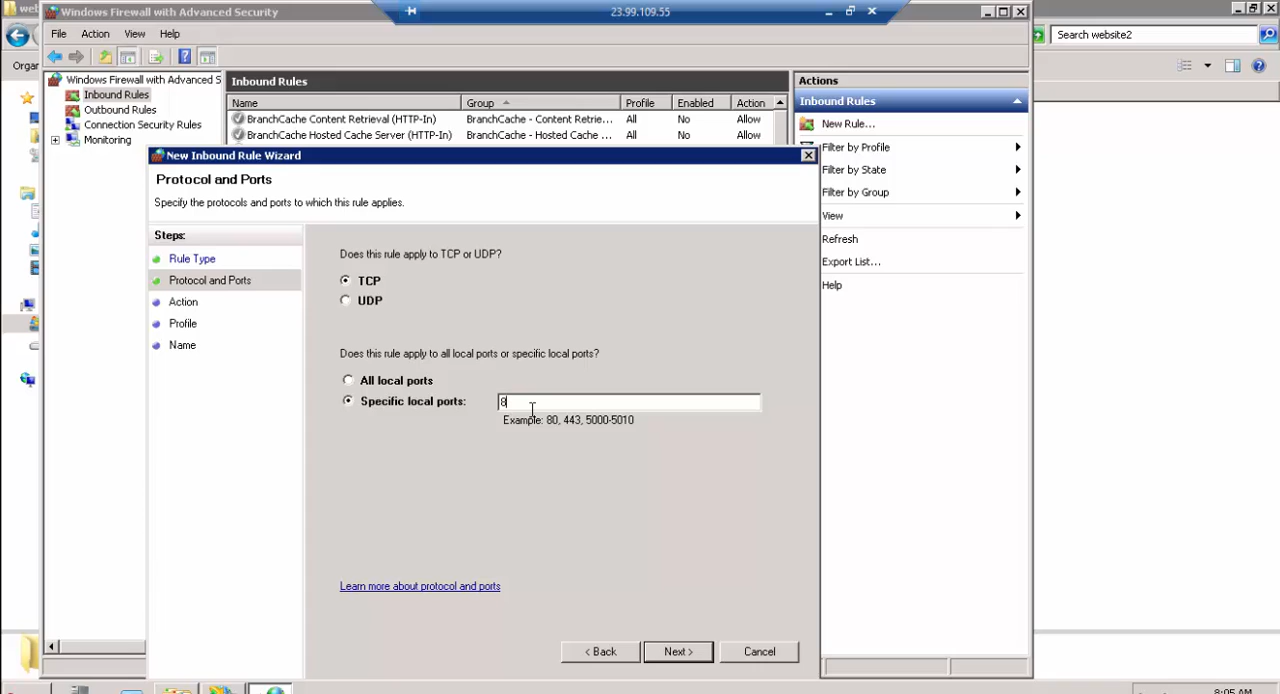 web
Windows Firewall with Advanced Security
23.99.109.55
File Action View Help
Search website2
Orgar
Windows Firewall with Advanced S
Inbound Rules
Outbound Rules
Connection Security Rules
Monitoring
Inbound Rules
Name Group Profile Enabled Action
BranchCache Content Retrieval (HTTP-In) BranchCache - Content Retrie... All No Allow
BranchCache Hosted Cache Server (HTTP-In) BranchCache - Hosted Cache ... All No Allow
Actions
Inbound Rules
New Rule...
Filter by Profile
Filter by State
Filter by Group
View
Refresh
Export List...
Help
New Inbound Rule Wizard
Protocol and Ports
Specify the protocols and ports to which this rule applies.
Steps:
Rule Type
Protocol and Ports
Action
Profile
Name
Does this rule apply to TCP or UDP?
TCP
UDP
Does this rule apply to all local ports or specific local ports?
All local ports
Specific local ports: 8
Example: 80, 443, 5000-5010
Learn more about protocol and ports
< Back Next > Cancel
8:05 AM